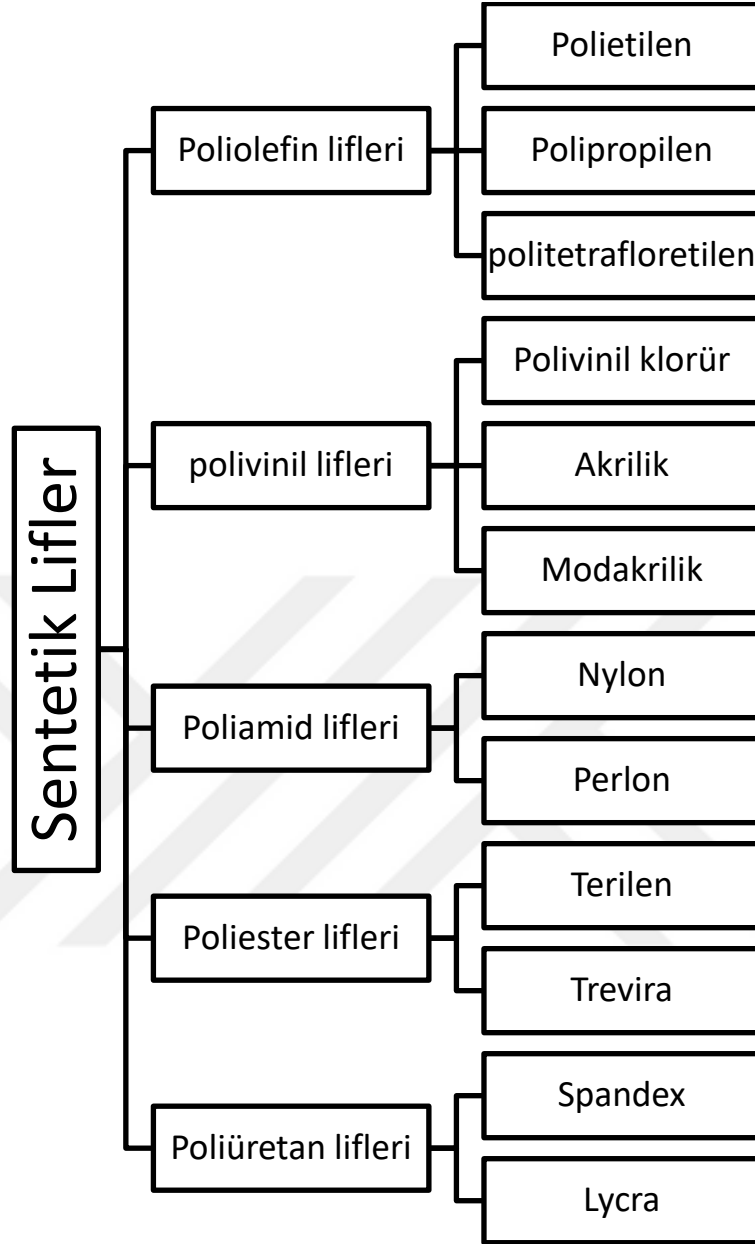 Sentetik Lifler
Poliolefin lifleri
Polietilen
Polipropilen
politetrafloretilen
polivinil lifleri
Polivinil klorür
Akrilik
Modakrilik
Poliamid lifleri
Nylon
Perlon
Poliester lifleri
Terilen
Trevira
Poliüretan lifleri
Spandex
Lycra